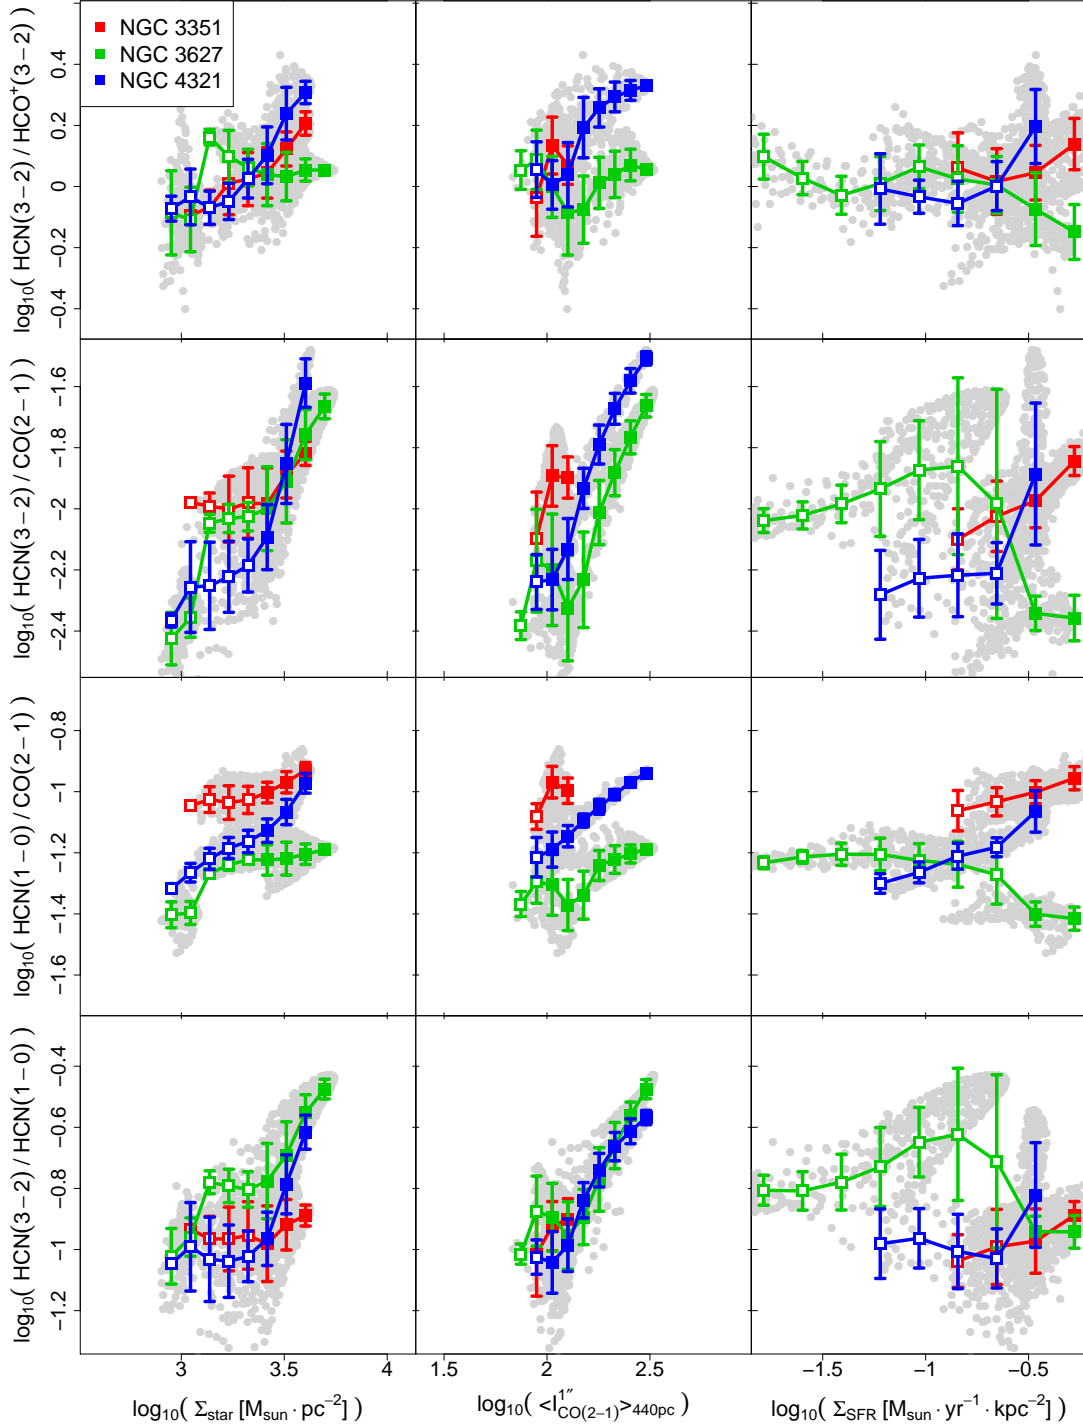 NGC 3351
NGC 3627
NGC 4321
log10( HCN(3−2) / HCO+(3−2) )
0.4
0.2
0
−0.2
−0.4
log10( HCN(3−2) / CO(2−1) )
−1.6
−1.8
−2
−2.2
−2.4
log10( HCN(1−0) / CO(2−1) )
−0.8
−1
−1.2
−1.4
−1.6
log10( HCN(3−2) / HCN(1−0) )
−0.4
−0.6
−0.8
−1
−1.2
3 3.5 4
1.5 2 2.5
−1.5 −1 −0.5
log10( Σstar [Msun · pc−2] )
log10( <I1″CO(2−1)>440pc )
log10( ΣSFR [Msun · yr−1 · kpc−2] )